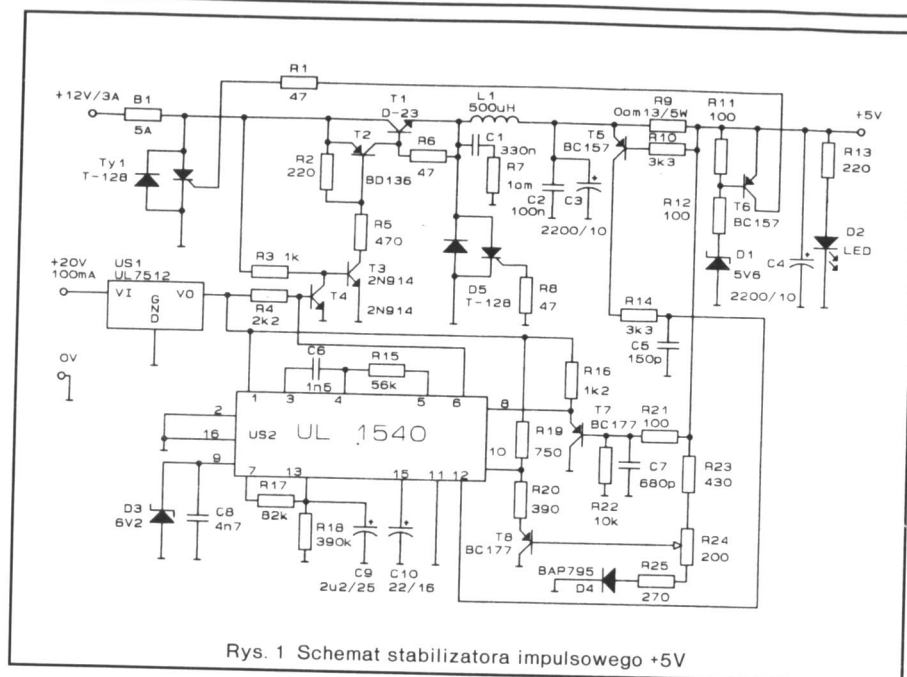 +12V/3A
B1
5A
R1
47
T1
D-23
L1
500uH
R9
0am13/5W
R11
100
+5V
T2
R6
47
C1
330n
R7
1om
T5
BC157
R10
3k3
R13
220
Ty1
T-128
R2
220
BD136
C2
100n
C3
2200/10
R12
100
T6
BC157
R5
470
D1
5V6
C4
2200/10
D2
LED
+20V
100mA
US1
UL7512
VI
GND
VO
R3 1k
T3
2N914
R4
2k2
T4
2N914
D5
T-128
R8
47
R14
3k3
C5
150p
0V
C6
1n5
R15
56k
R16
1k2
1 3 4 5 6
2
16
9
US2
UL 1540
8
10
7 13 15 11 12
R19
750
T7
BC177
R21
100
R22
10k
C7
680p
R23
430
D3
6V2
C8
4n7
R17
82k
R18
390k
C9
2u2/25
C10
22/16
R20
390
T8
BC177
R24
200
BAP795
D4
R25
270
Rys. 1 Schemat stabilizatora impulsowego +5V